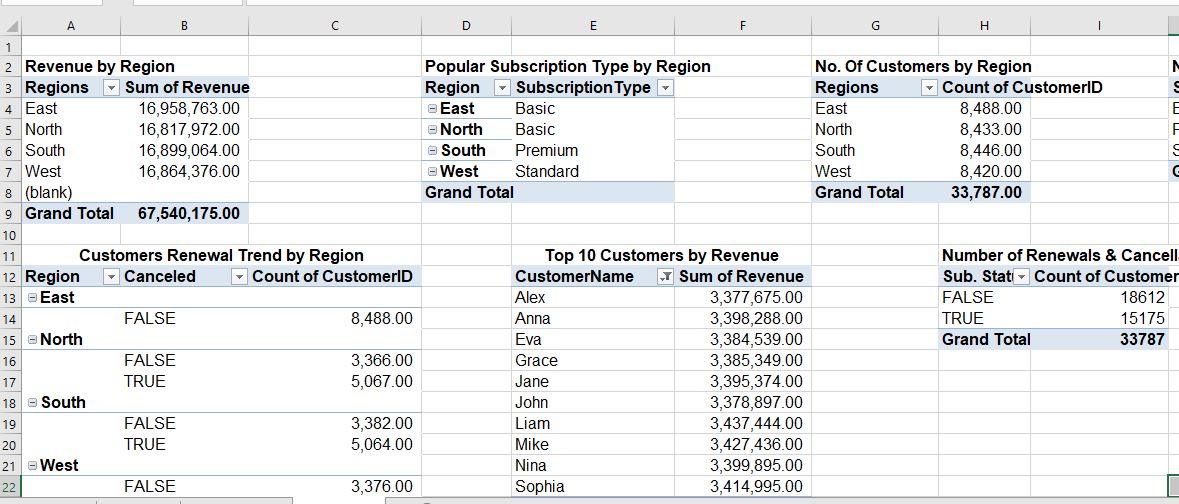 A B C D E F G H I
1
2 Revenue by Region Popular Subscription Type by Region No. Of Customers by Region N
3 Regions Sum of Revenue Region SubscriptionType Regions Count of CustomerID S
4 East 16,958,763.00 East Basic East 8,488.00 E
5 North 16,817,972.00 North Basic North 8,433.00 F
6 South 16,899,064.00 South Premium South 8,446.00 S
7 West 16,864,376.00 West Standard West 8,420.00 G
8 (blank) Grand Total Grand Total 33,787.00
9 Grand Total 67,540,175.00
10
11 Customers Renewal Trend by Region Top 10 Customers by Revenue Number of Renewals & Cancell
12 Region Canceled Count of CustomerID CustomerName Sum of Revenue Sub. Stat Count of Customer
13 East Alex 3,377,675.00 FALSE 18612
14 FALSE 8,488.00 Anna 3,398,288.00 TRUE 15175
15 North Eva 3,384,539.00 Grand Total 33787
16 FALSE 3,366.00 Grace 3,385,349.00
17 TRUE 5,067.00 Jane 3,395,374.00
18 South John 3,378,897.00
19 FALSE 3,382.00 Liam 3,437,444.00
20 TRUE 5,064.00 Mike 3,427,436.00
21 West Nina 3,399,895.00
22 FALSE 3,376.00 Sophia 3,414,995.00